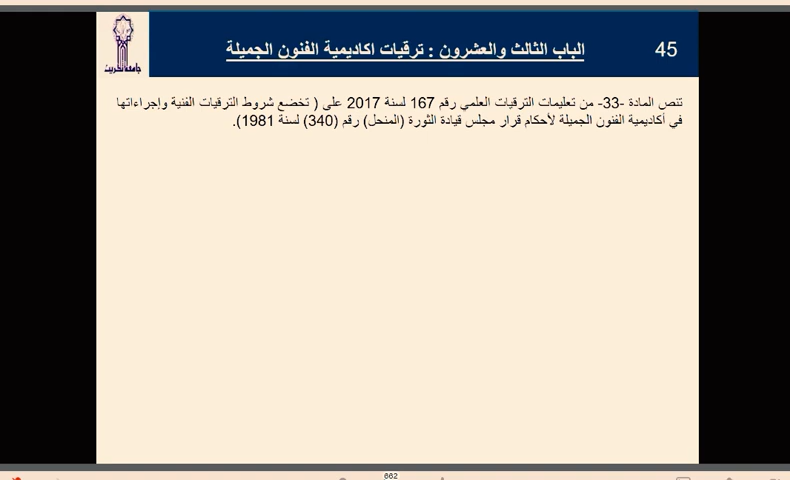 45
الباب الثالث والعشرون : ترقيات اكاديمية الفنون الجميلة
جامعة تكريت
تنص المادة -33- من تعليمات الترقيات العلمي رقم 167 لسنة 2017 على ( تخضع شروط الترقيات الفنية وإجراءاتها
في أكاديمية الفنون الجميلة لأحكام قرار مجلس قيادة الثورة (المنحل) رقم (340) لسنة 1981).
662